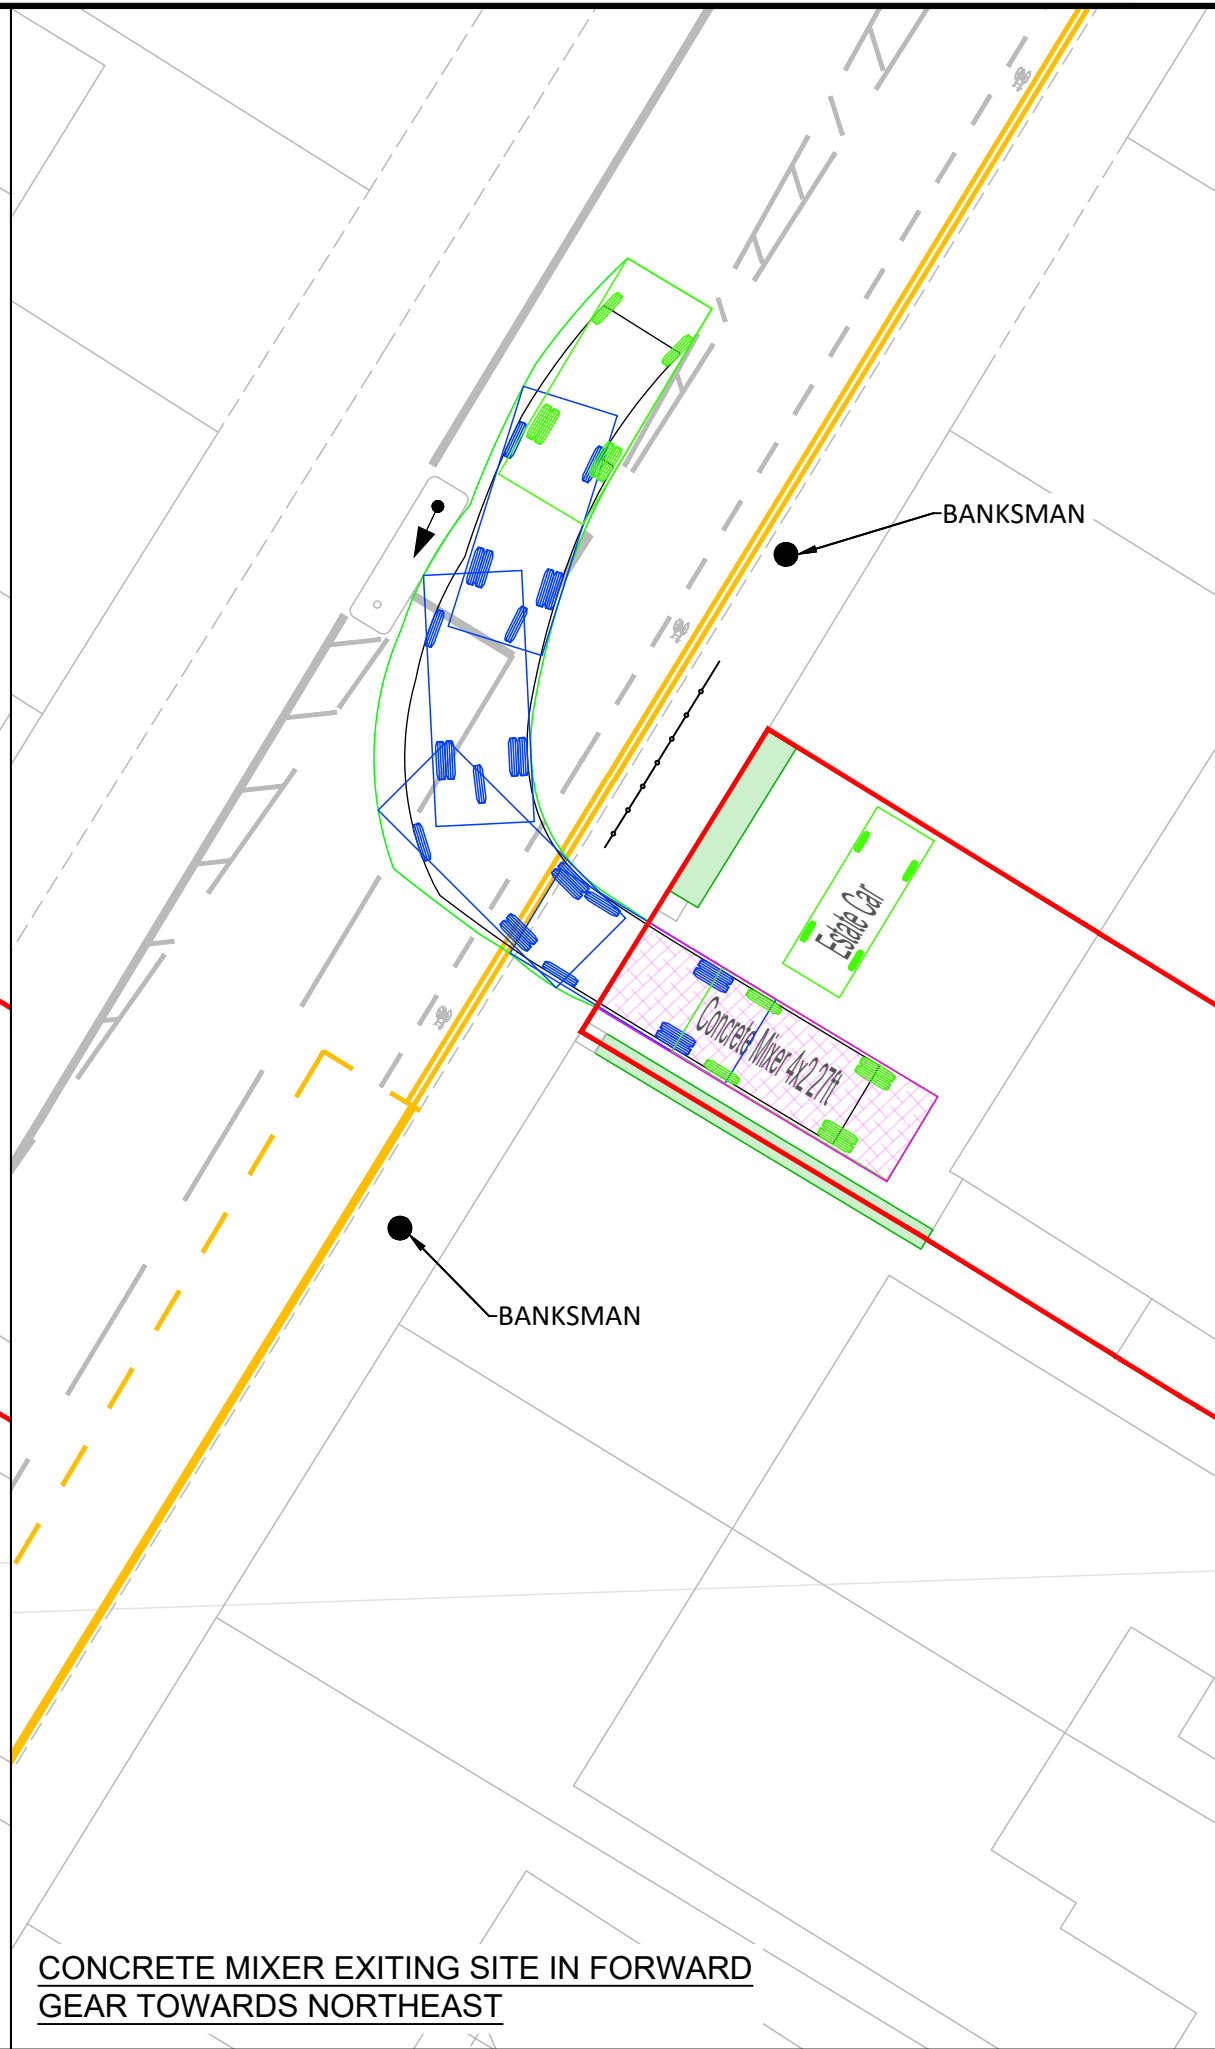 BANKSMAN
Estate Car
Concrete Mixer 4x2 27ft
BANKSMAN
CONCRETE MIXER EXITING SITE IN FORWARD
GEAR TOWARDS NORTHEAST